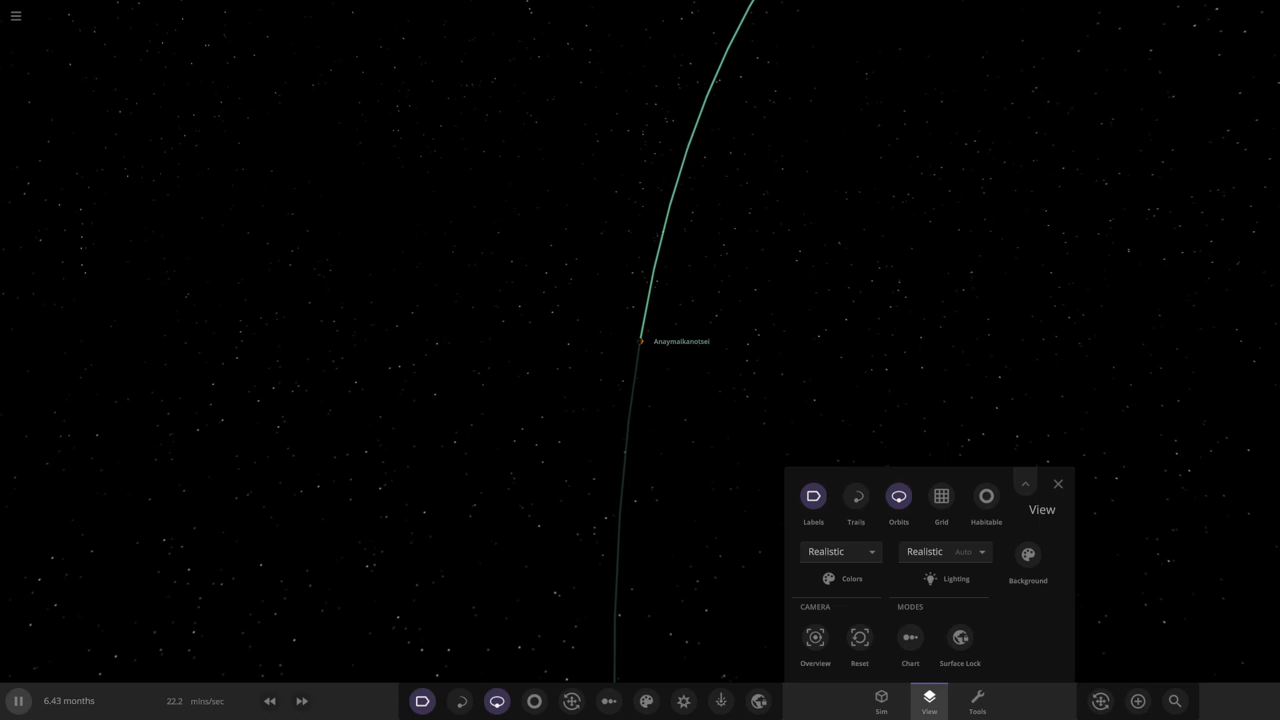 Anaymalkanotsei
View
Labels
Trails
Orbits
Grid
Habitable
Realistic
Realistic Auto
Colors
Lighting
Background
CAMERA
MODES
Overview
Reset
Chart
Surface Lock
6.43 months
22.2 mins/sec
Sim
View
Tools